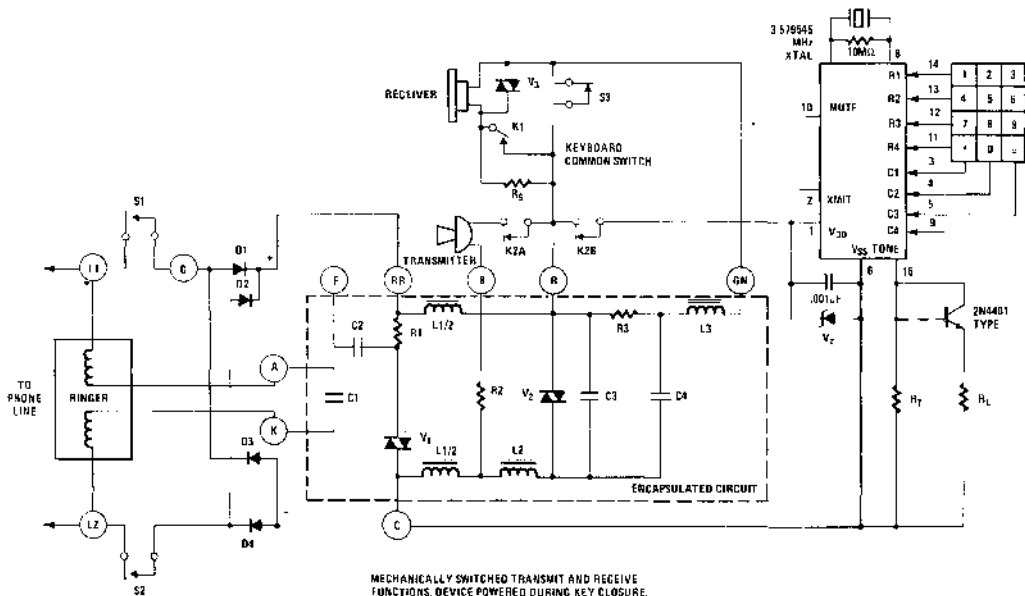 3 579545
MHz
XTAL
10MΩ
8
RECEIVER
V3
S3
K1
KEYBOARD
COMMON SWITCH
R5
10
MUTE
2
XMIT
1
VDD
VSS
TONE
6
16
R1
R2
R3
R4
C1
C2
C3
C4
14
13
12
11
3
4
5
9
1 2 3
4 5 6
7 8 9
0
S1
D1
+
D2
G
TRANSMITTER
K2A
K2B
F
RR
B
R
GN
.001µF
VZ
2N4401
TYPE
RT
RL
C2
R1
L1/2
R3
L3
TO
PHONE
LINE
RINGER
A
K
C1
R2
V2
C3
C4
V1
L1/2
L2
ENCAPSULATED CIRCUIT
D3
D4
L2
S2
C
MECHANICALLY SWITCHED TRANSMIT AND RECEIVE
FUNCTIONS. DEVICE POWERED DURING KEY CLOSURE.